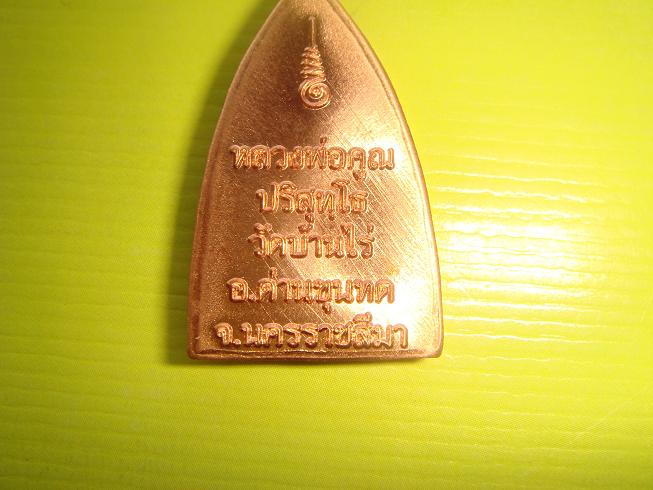 หลวงพ่อคูณ
ปริสุทฺโธ
วัดบ้านไร่
อ.ด่านขุนทด
จ.นครราชสีมา